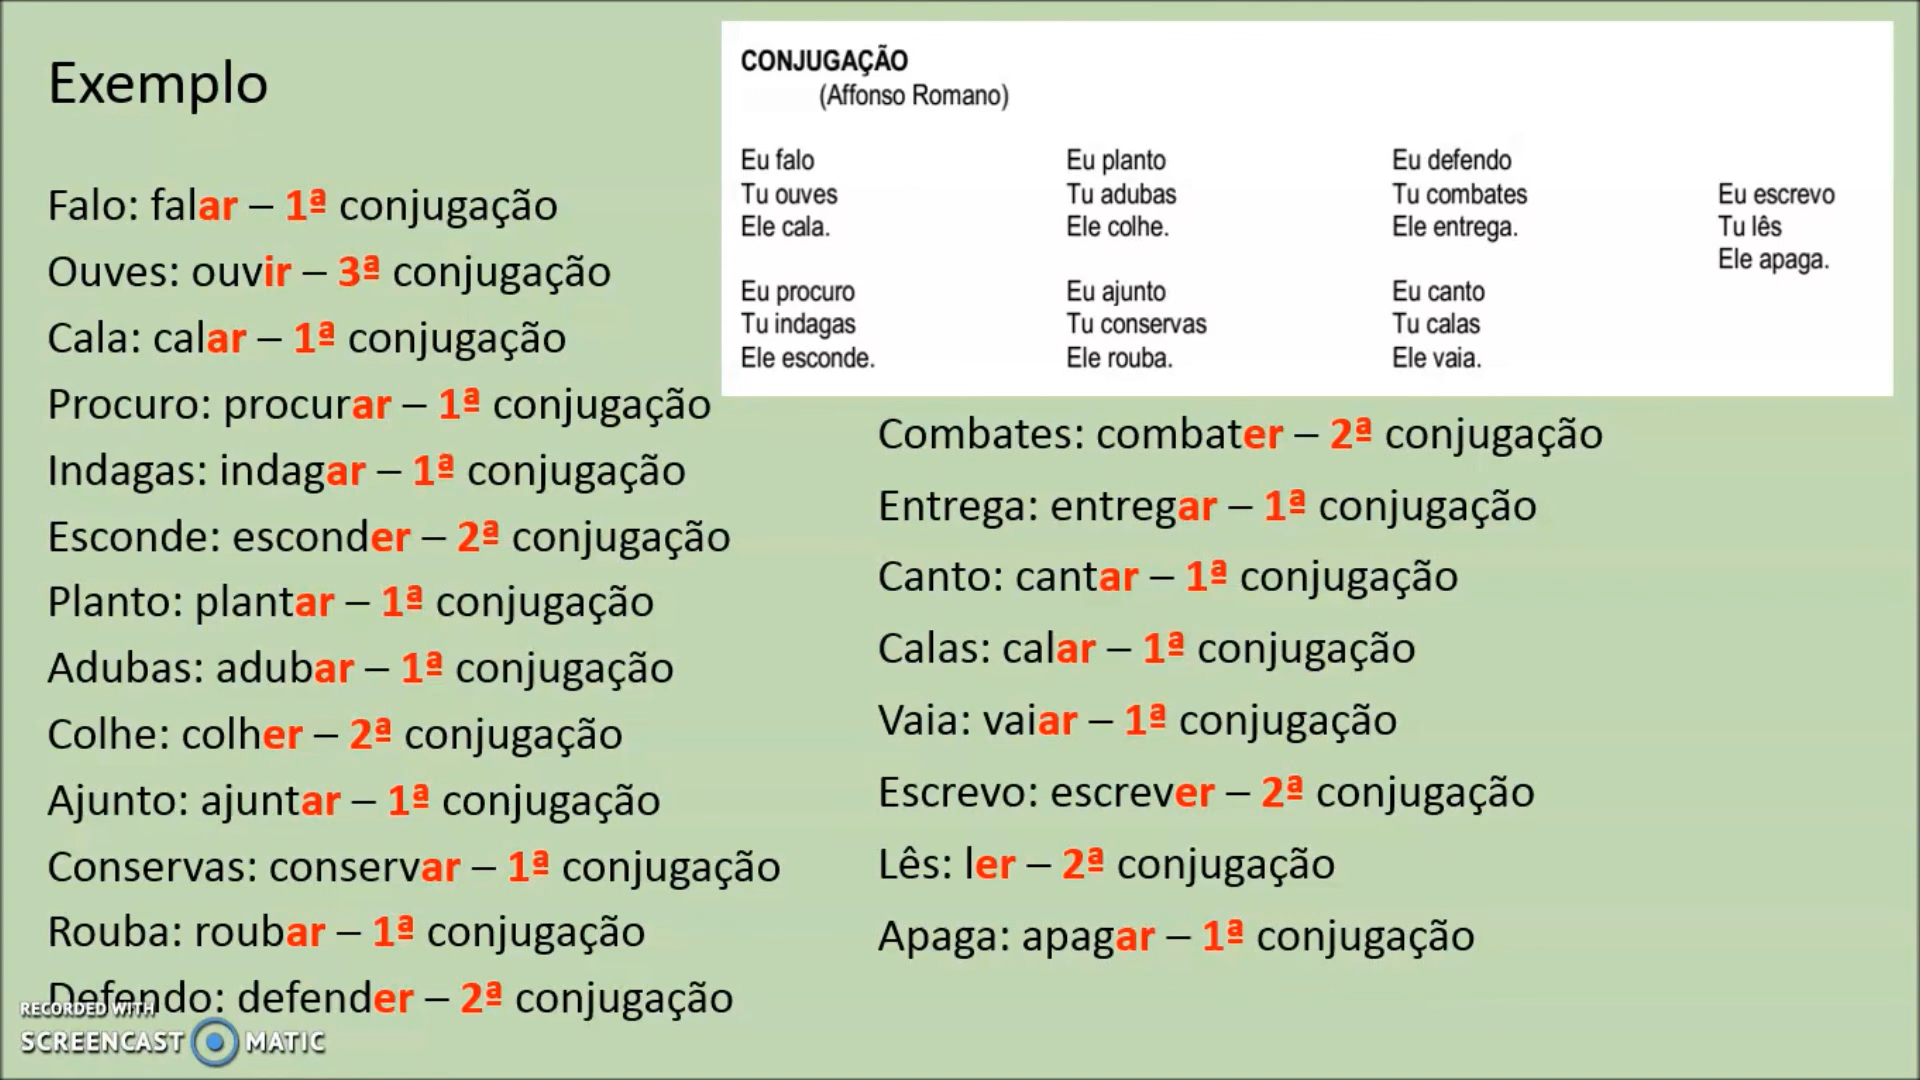 Exemplo
Falo: falar – 1ª conjugação
Ouves: ouvir – 3ª conjugação
Cala: calar – 1ª conjugação
Procuro: procurar – 1ª conjugação
Indagas: indagar – 1ª conjugação
Esconde: esconder – 2ª conjugação
Planto: plantar – 1ª conjugação
Adubas: adubar – 1ª conjugação
Colhe: colher – 2ª conjugação
Ajunto: ajuntar – 1ª conjugação
Conservas: conservar – 1ª conjugação
Rouba: roubar – 1ª conjugação
Defendo: defender – 2ª conjugação
CONJUGAÇÃO
(Affonso Romano)
Eu falo
Tu ouves
Ele cala.
Eu procuro
Tu indagas
Ele esconde.
Eu planto
Tu adubas
Ele colhe.
Eu ajunto
Tu conservas
Ele rouba.
Eu defendo
Tu combates
Ele entrega.
Eu canto
Tu calas
Ele vaia.
Eu escrevo
Tu lês
Ele apaga.
Combates: combater – 2ª conjugação
Entrega: entregar – 1ª conjugação
Canto: cantar – 1ª conjugação
Calas: calar – 1ª conjugação
Vaia: vaiar – 1ª conjugação
Escrevo: escrever – 2ª conjugação
Lês: ler – 2ª conjugação
Apaga: apagar – 1ª conjugação
RECORDED WITH
SCREENCAST MATIC